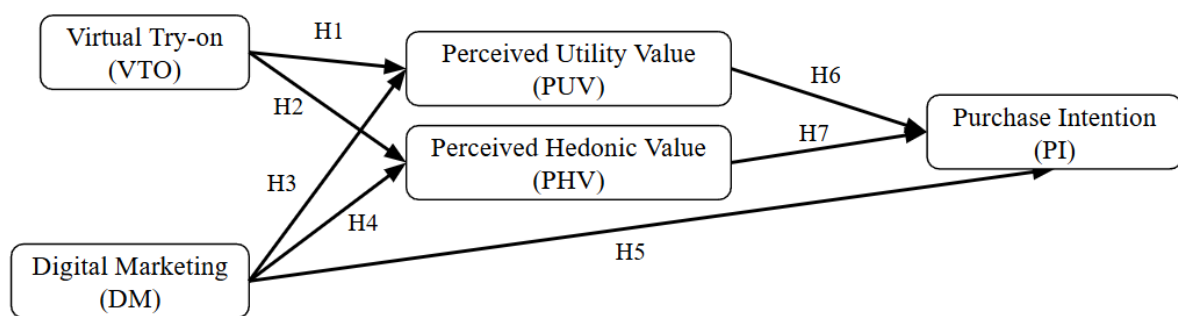 Virtual Try-on
(VTO)
H1
H2
Perceived Utility Value
(PUV)
H6
Purchase Intention
(PI)
H7
Perceived Hedonic Value
(PHV)
H3
H4
H5
Digital Marketing
(DM)